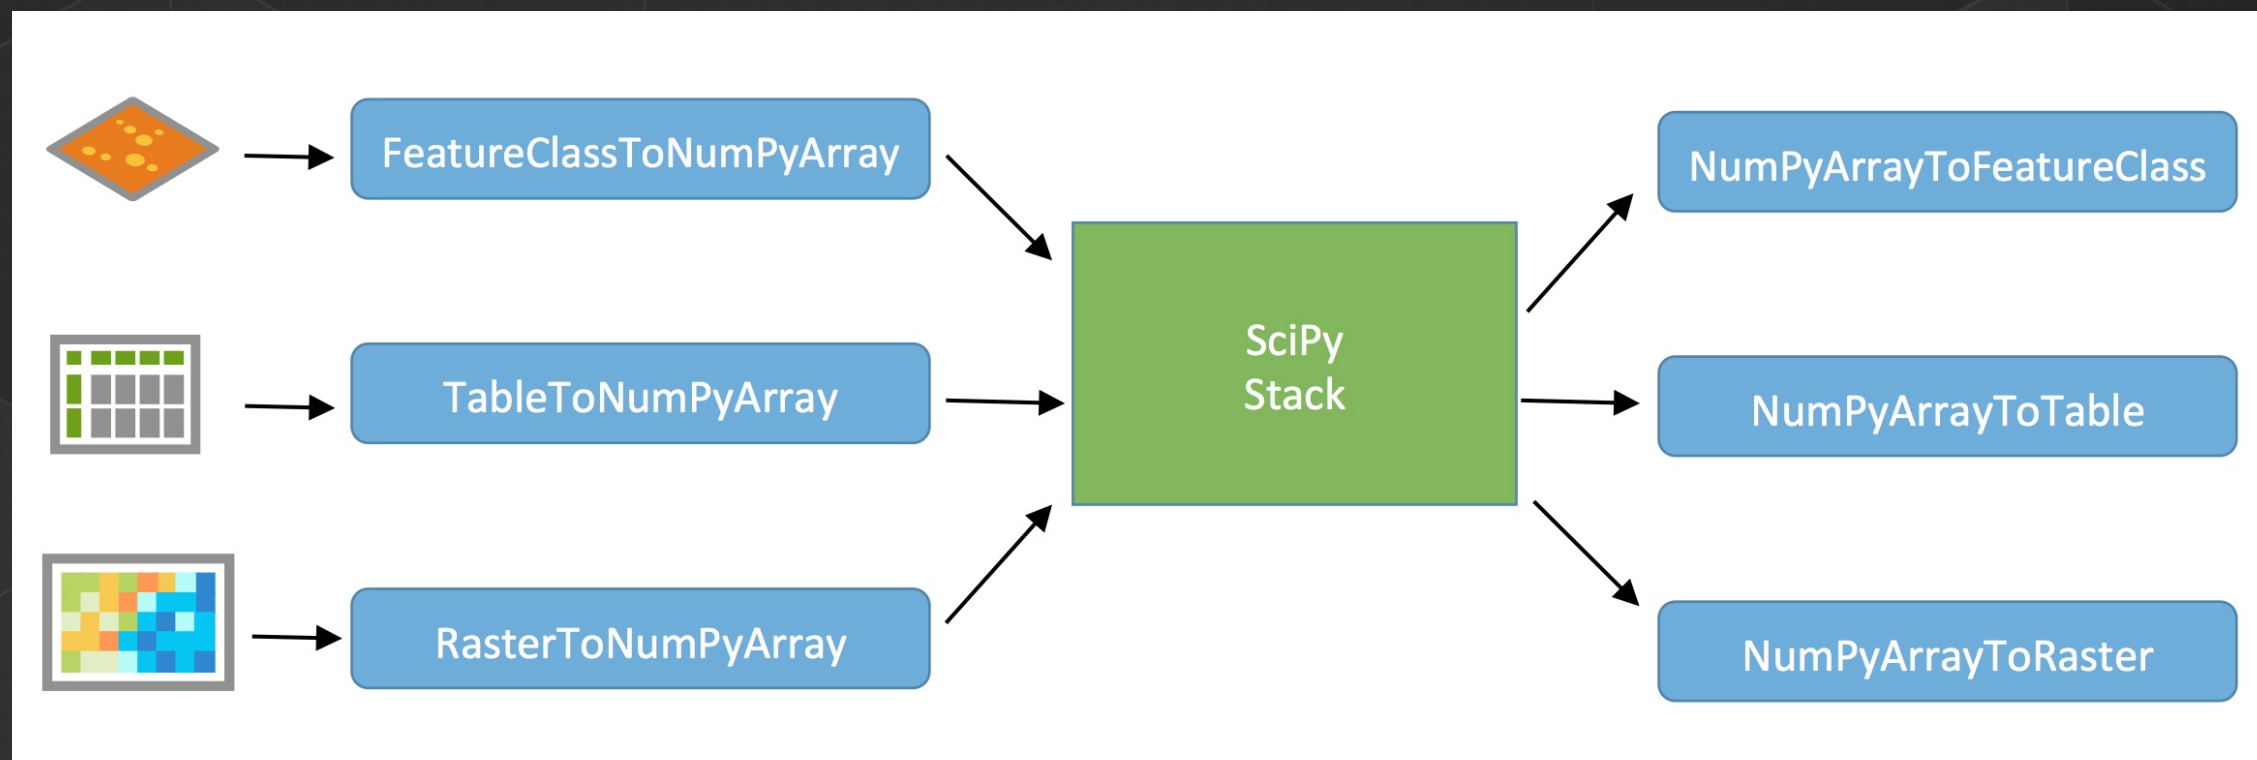 FeatureClassToNumPyArray
TableToNumPyArray
RasterToNumPyArray
SciPy
Stack
NumPyArrayToFeatureClass
NumPyArrayToTable
NumPyArrayToRaster